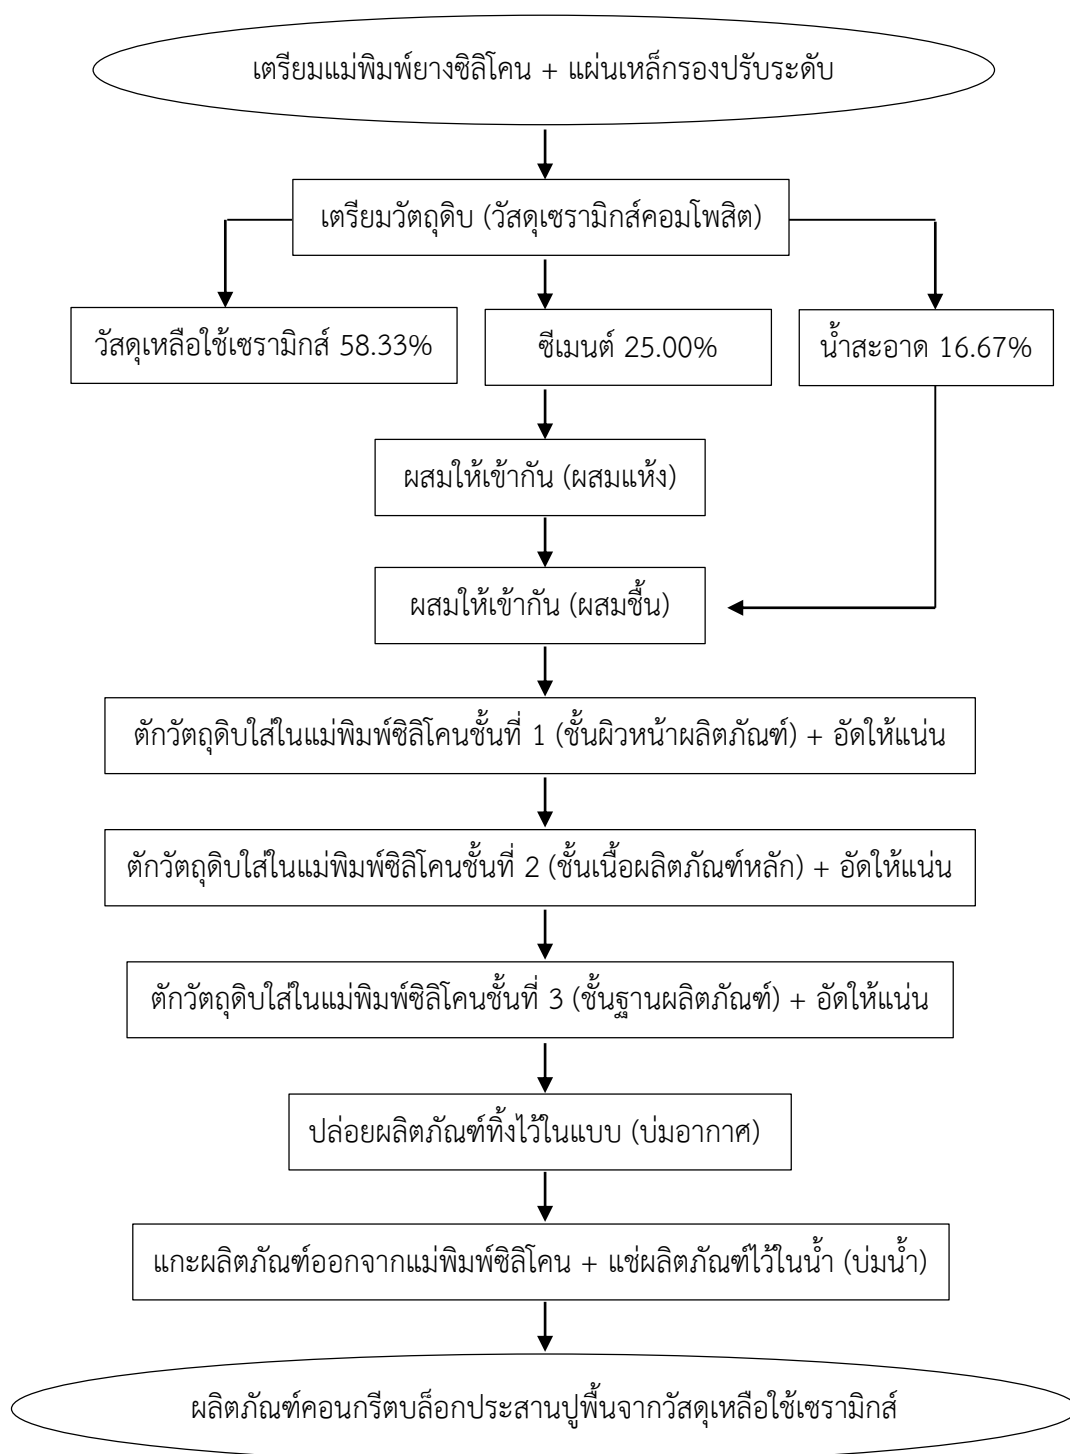 เตรียมแม่พิมพ์ยางซิลิโคน + แผ่นเหล็กรองปรับระดับ
เตรียมวัตถุดิบ (วัสดุเซรามิกส์คอมโพสิต)
วัสดุเหลือใช้เซรามิกส์ 58.33%
ซีเมนต์ 25.00%
น้ำสะอาด 16.67%
ผสมให้เข้ากัน (ผสมแห้ง)
ผสมให้เข้ากัน (ผสมชื้น)
ตักวัตถุดิบใส่ในแม่พิมพ์ซิลิโคนชั้นที่ 1 (ชั้นผิวหน้าผลิตภัณฑ์) + อัดให้แน่น
ตักวัตถุดิบใส่ในแม่พิมพ์ซิลิโคนชั้นที่ 2 (ชั้นเนื้อผลิตภัณฑ์หลัก) + อัดให้แน่น
ตักวัตถุดิบใส่ในแม่พิมพ์ซิลิโคนชั้นที่ 3 (ชั้นฐานผลิตภัณฑ์) + อัดให้แน่น
ปล่อยผลิตภัณฑ์ทิ้งไว้ในแบบ (บ่มอากาศ)
แกะผลิตภัณฑ์ออกจากแม่พิมพ์ซิลิโคน + แช่ผลิตภัณฑ์ไว้ในน้ำ (บ่มน้ำ)
ผลิตภัณฑ์คอนกรีตบล็อกประสานปูพื้นจากวัสดุเหลือใช้เซรามิกส์